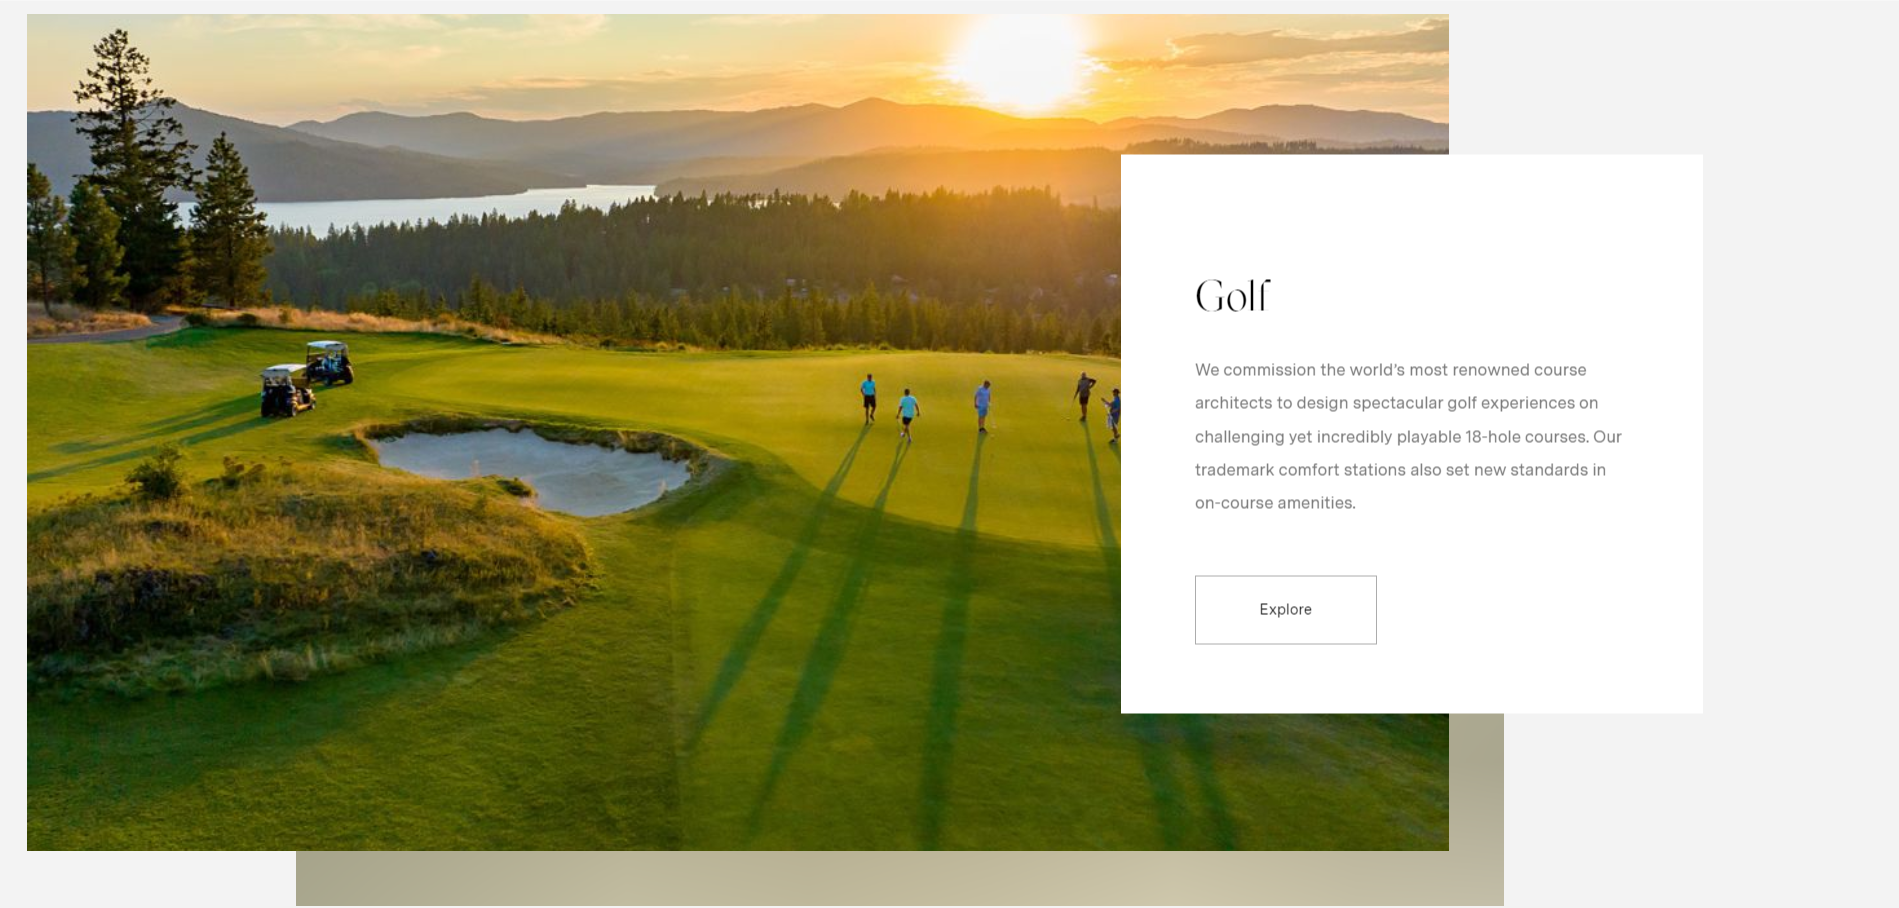 Golf
We commission the world's most renowned course
architects to design spectacular golf experiences on
challenging yet incredibly playable 18-hole courses. Our
trademark comfort stations also set new standards in
on-course amenities.
Explore